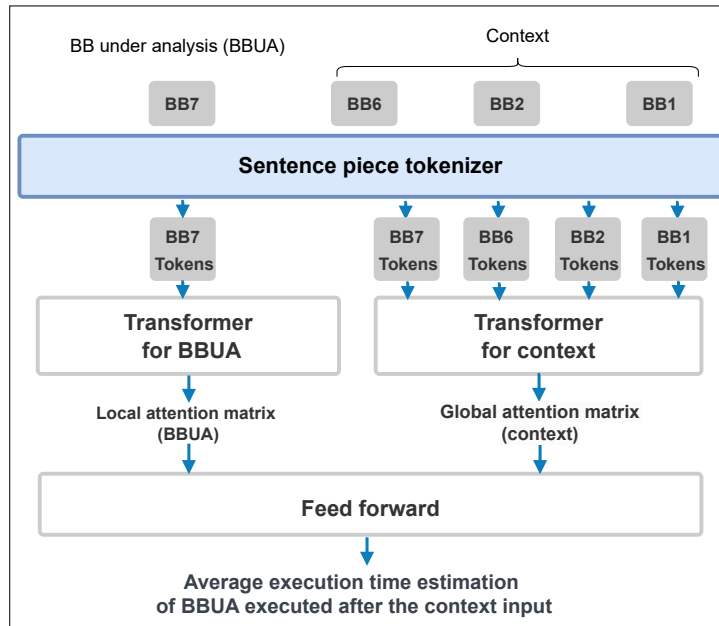 BB under analysis (BBUA)
Context
BB7
BB6
BB2
BB1
Sentence piece tokenizer
BB7
Tokens
BB7
Tokens
BB6
Tokens
BB2
Tokens
BB1
Tokens
Transformer
for BBUA
Transformer
for context
Local attention matrix
(BBUA)
Global attention matrix
(context)
Feed forward
Average execution time estimation
of BBUA executed after the context input